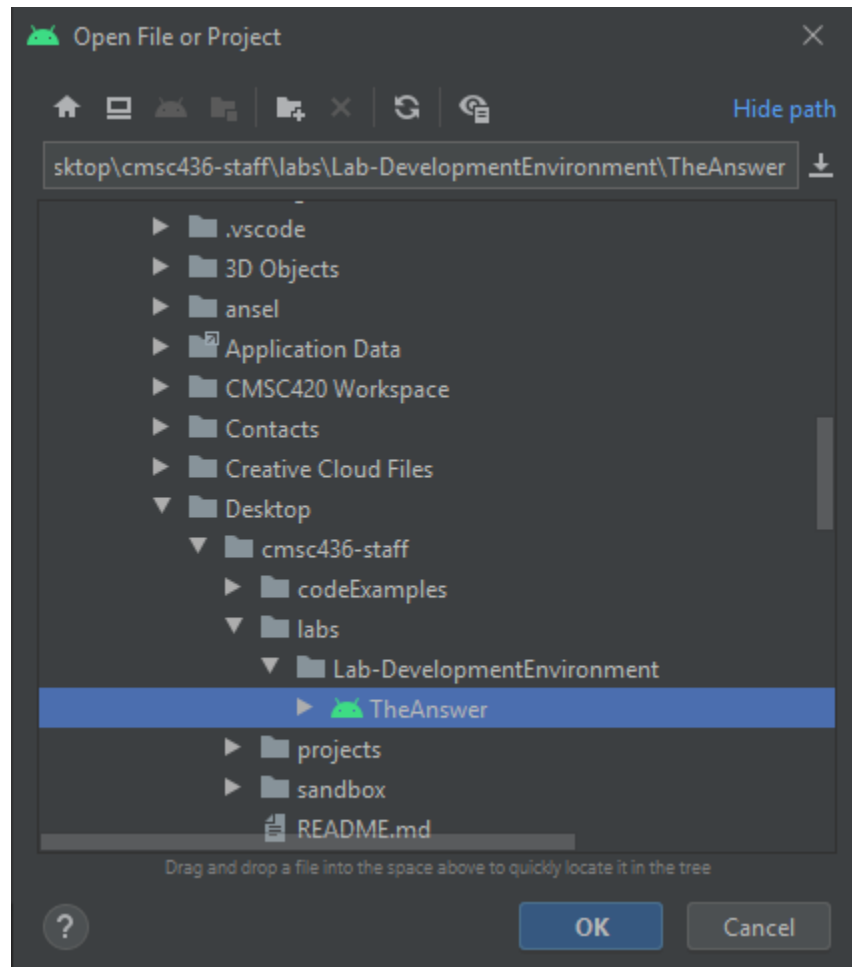 Open File or Project
Hide path
sktop\cmsc436-staff\labs\Lab-DevelopmentEnvironment\TheAnswer
.vscode
3D Objects
ansel
Application Data
CMSC420 Workspace
Contacts
Creative Cloud Files
Desktop
cmsc436-staff
codeExamples
labs
Lab-DevelopmentEnvironment
TheAnswer
projects
sandbox
README.md
Drag and drop a file into the space above to quickly locate it in the tree
? OK Cancel